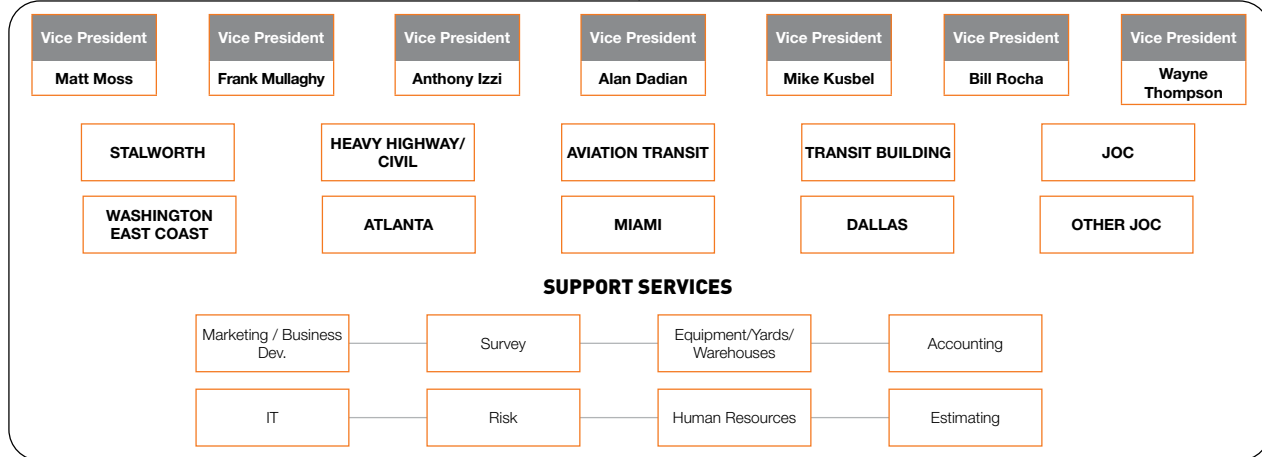 Vice President
Matt Moss
Vice President
Frank Mullaghy
Vice President
Anthony Izzi
Vice President
Alan Dadian
Vice President
Mike Kusbel
Vice President
Bill Rocha
Vice President
Wayne
Thompson
STALWORTH
HEAVY HIGHWAY/
CIVIL
AVIATION TRANSIT
TRANSIT BUILDING
JOC
WASHINGTON
EAST COAST
ATLANTA
MIAMI
DALLAS
OTHER JOC
SUPPORT SERVICES
Marketing / Business
Dev.
Survey
Equipment/Yards/
Warehouses
Accounting
IT
Risk
Human Resources
Estimating